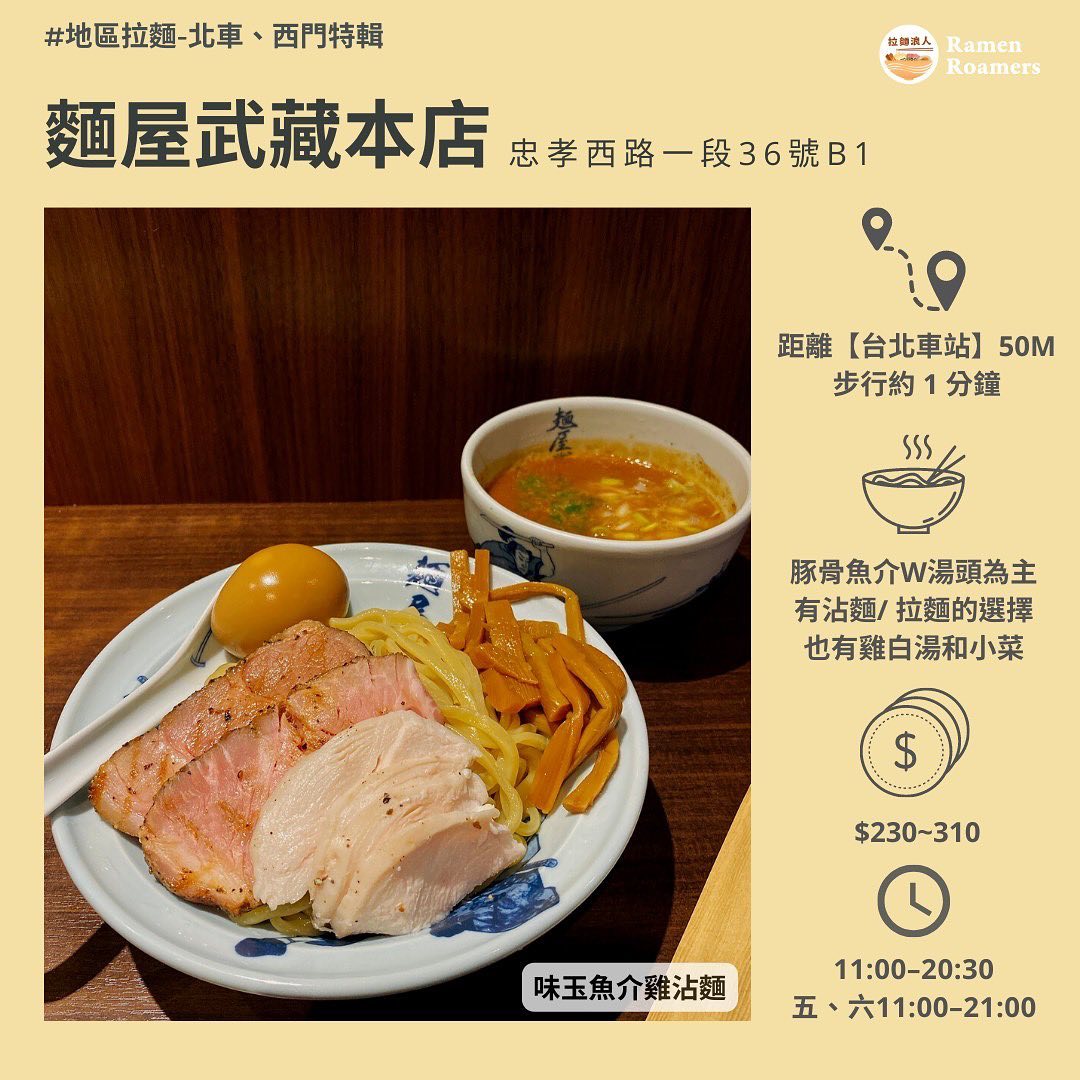 #地區拉麵-北車、西門特輯
拉麵浪人
Ramen
Roamers
麵屋武藏本店 忠孝西路一段36號B1
距離【台北車站】50M
步行約 1 分鐘
麵屋
豚骨魚介W湯頭為主
有沾麵/ 拉麵的選擇
也有雞白湯和小菜
$
$230~310
11:00–20:30
五、六11:00–21:00
味玉魚介雞沾麵